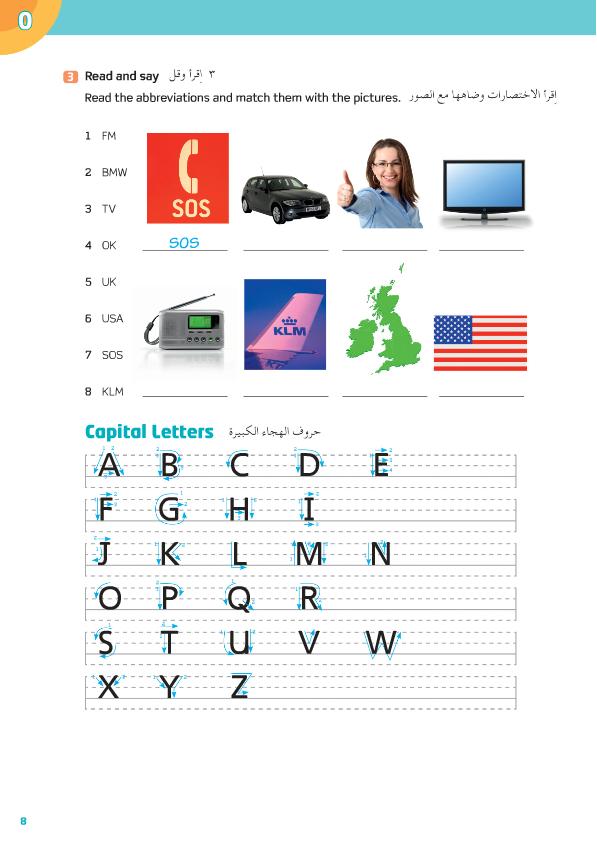 0
3 Read and say ٣ إقرأ وقل
Read the abbreviations and match them with the pictures. إقرأ الاختصارات وضاهها مع الصور
1 FM
2 BMW
3 TV
4 OK
SOS
SOS
5 UK
6 USA
7 SOS
8 KLM
KLM
Capital Letters حروف الهجاء الكبيرة
A B C D E
F G H I
J K L M N
O P Q R
S T U V W
X Y Z
8